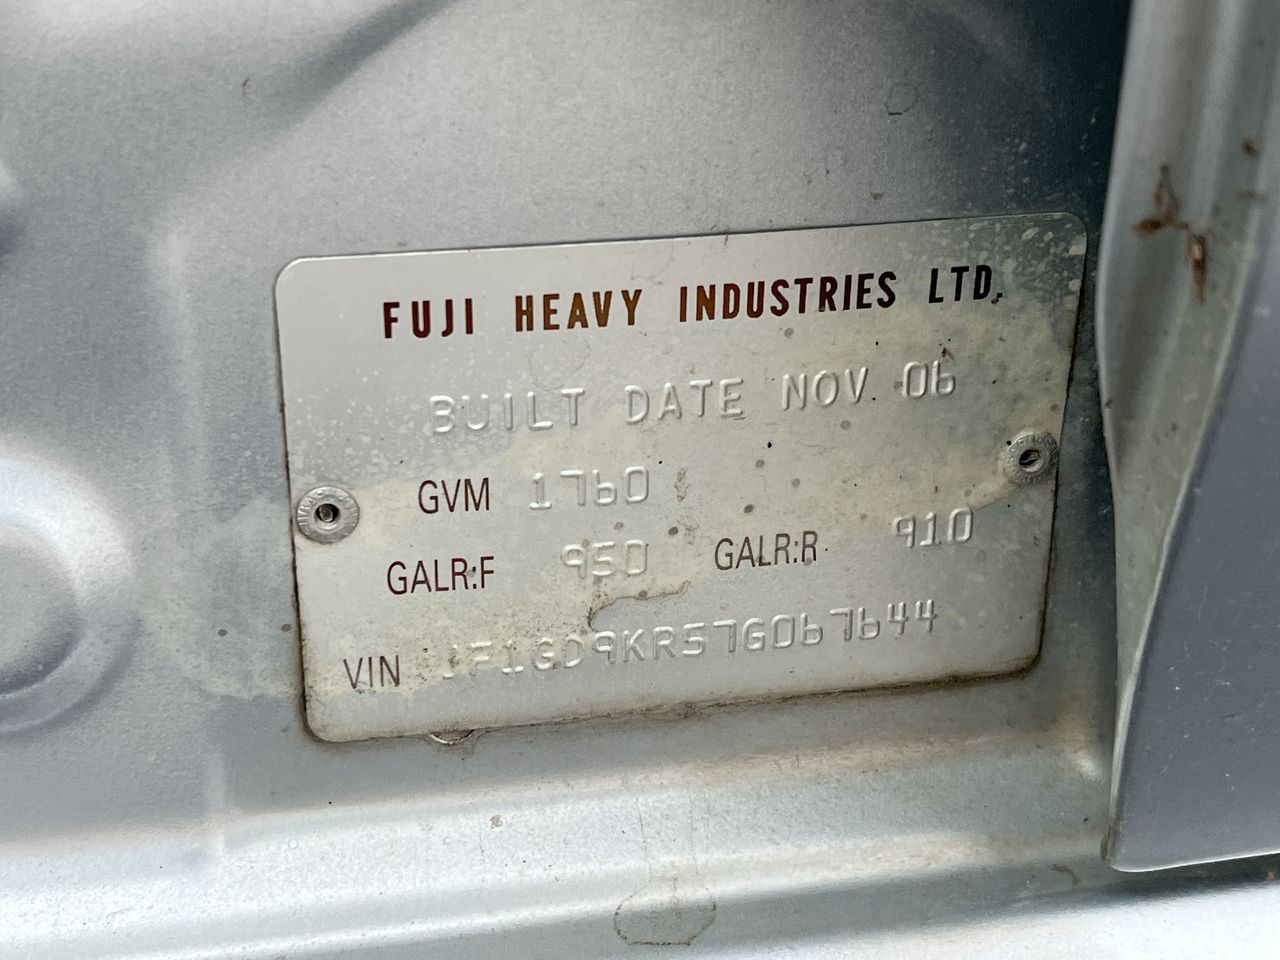 FUJI HEAVY INDUSTRIES LTD.
BUILT DATE NOV. 06
GVM 1760
GALR:F 950 GALR:R 910
VIN JF1GD9KR57G067644